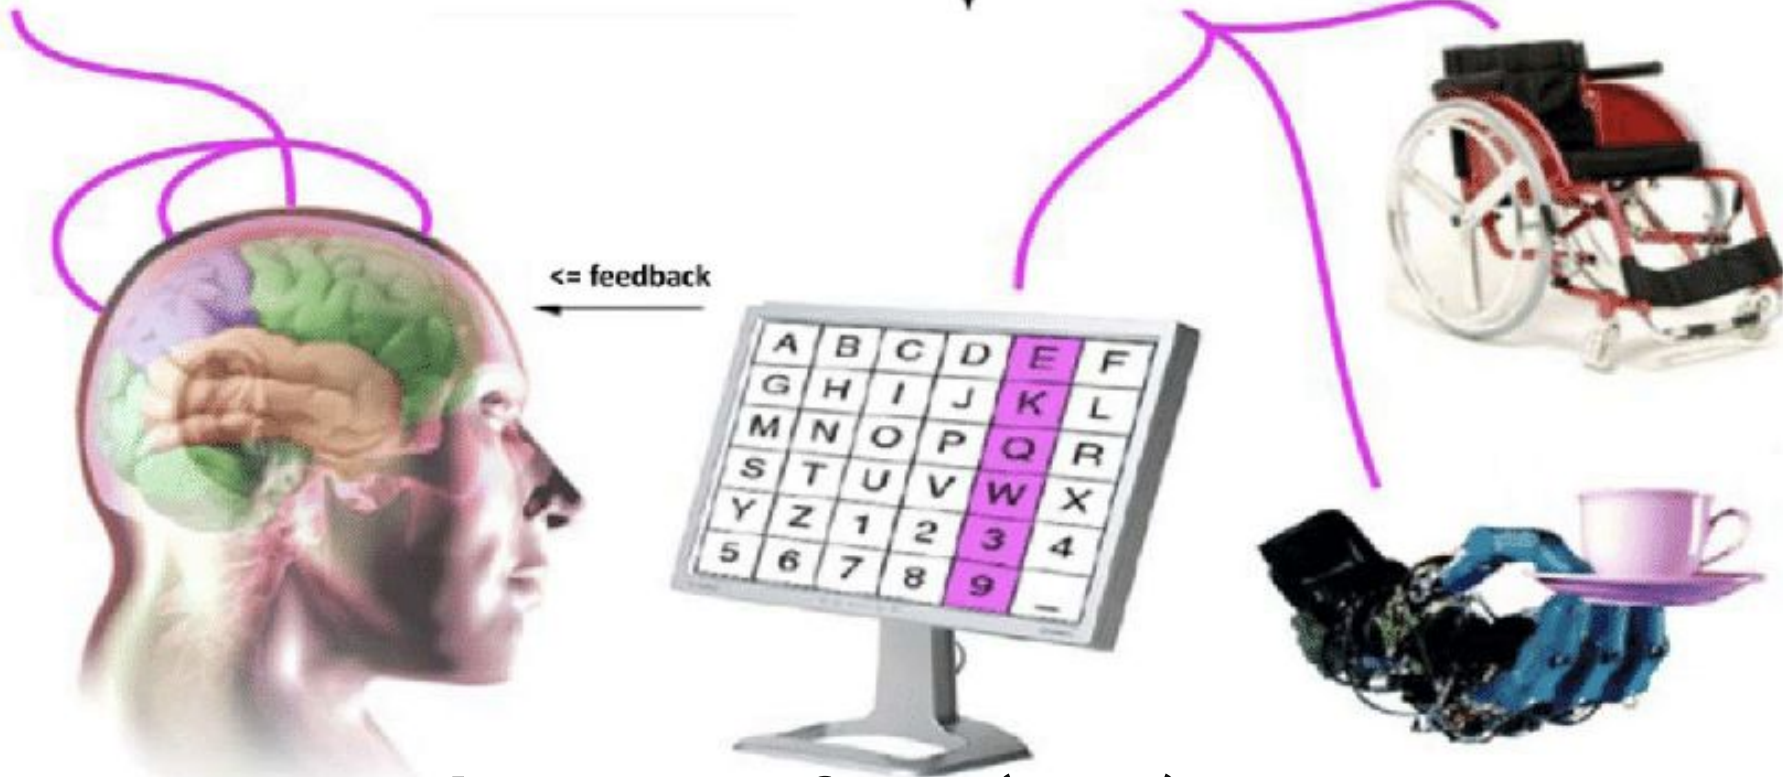 <= feedback
A B C D E F
G H I J K L
M N O P Q R
S T U V W X
Y Z 1 2 3 4
5 6 7 8 9 _